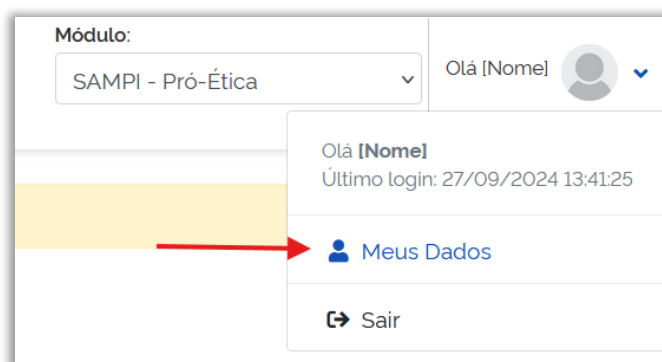 Módulo:
SAMPI - Pró-Ética
Olá [Nome]
Olá [Nome]
Último login: 27/09/2024 13:41:25
Meus Dados
Sair